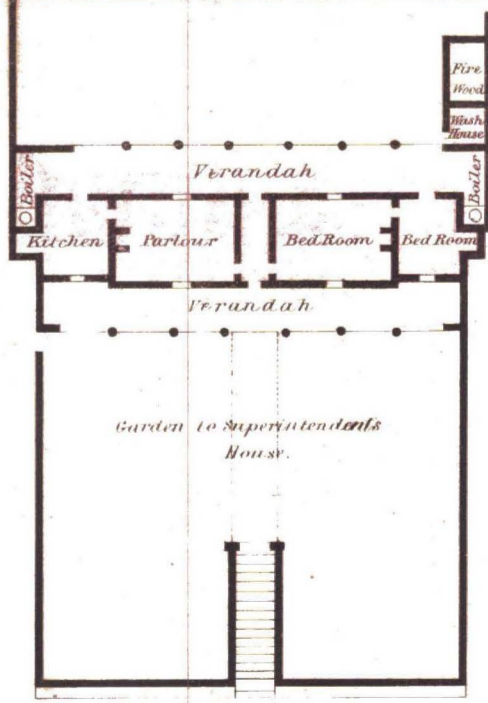 Fire
Wood
Wash
House
Boiler
Verandah
Boiler
Kitchen
Parlour
Bed Room
Bed Room
Verandah
Garden to Superintendents
House.